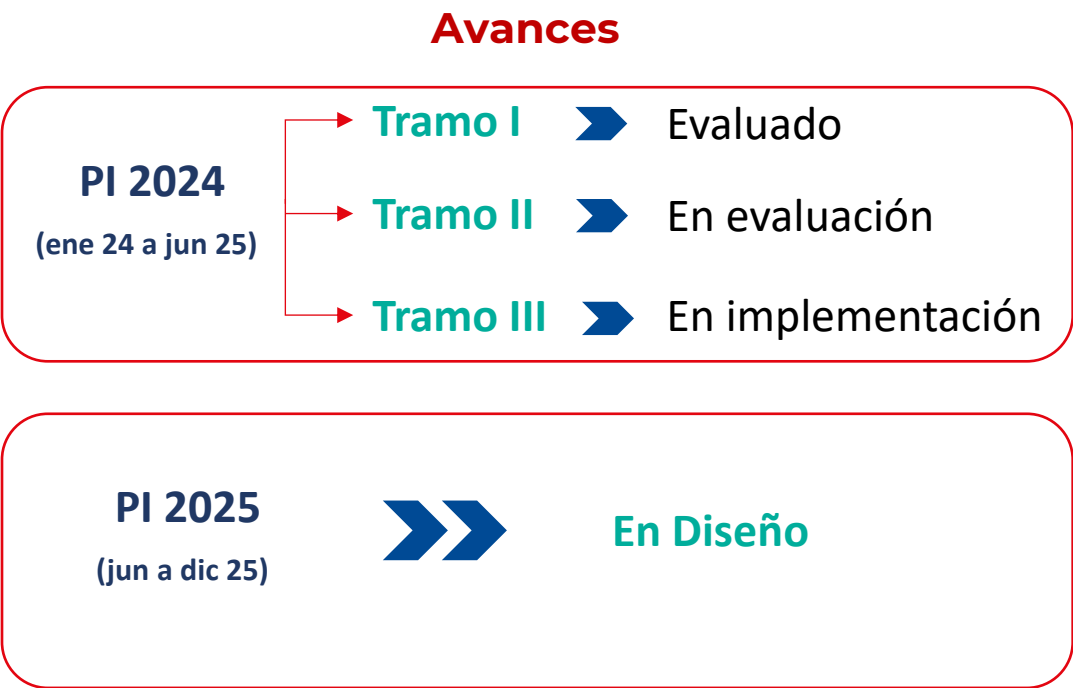 Avances
PI 2024
(ene 24 a jun 25)
Tramo I Evaluado
Tramo II En evaluación
Tramo III En implementación
PI 2025
(jun a dic 25)
En Diseño